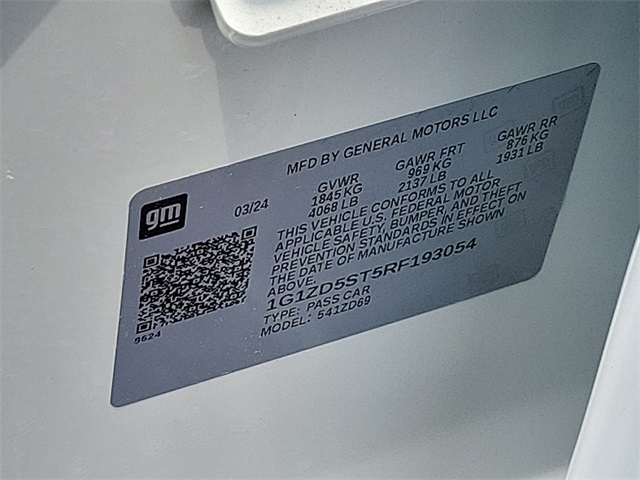 MFD BY GENERAL MOTORS LLC
gm
03/24
GVWR GAWR FRT GAWR RR
1845 KG 969 KG 876 KG
4068 LB 2137 LB 1931 LB
THIS VEHICLE CONFORMS TO ALL
APPLICABLE U.S. FEDERAL MOTOR
VEHICLE SAFETY, BUMPER, AND THEFT
PREVENTION STANDARDS IN EFFECT ON
THE DATE OF MANUFACTURE SHOWN
ABOVE.
1G1ZD5ST5RF193054
TYPE: PASS CAR
MODEL: 541ZD69
9624